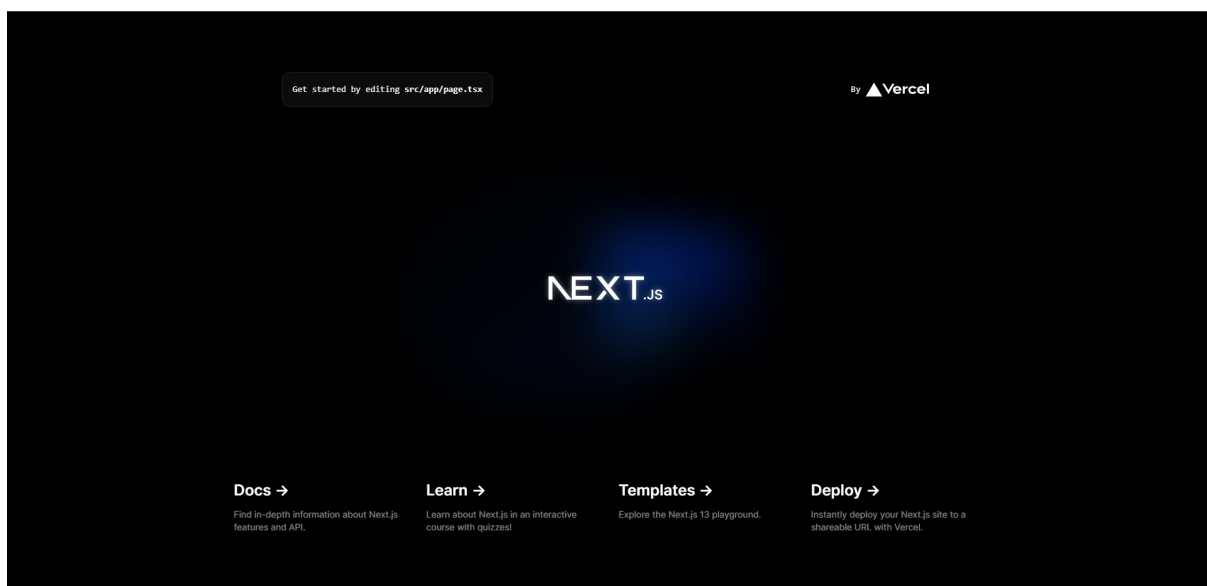 Get started by editing src/app/page.tsx
By Vercel
NEXT.JS
Docs ->
Find in-depth information about Next.js
features and API.
Learn ->
Learn about Next.js in an interactive
course with quizzes!
Templates ->
Explore the Next.js 13 playground.
Deploy ->
Instantly deploy your Next.js site to a
shareable URL with Vercel.